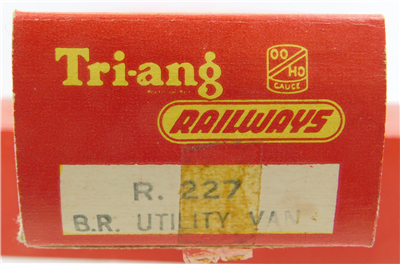 Tri-ang
OO
HO
GAUGE
RAILWAYS
R. 227
B.R. UTILITY VAN